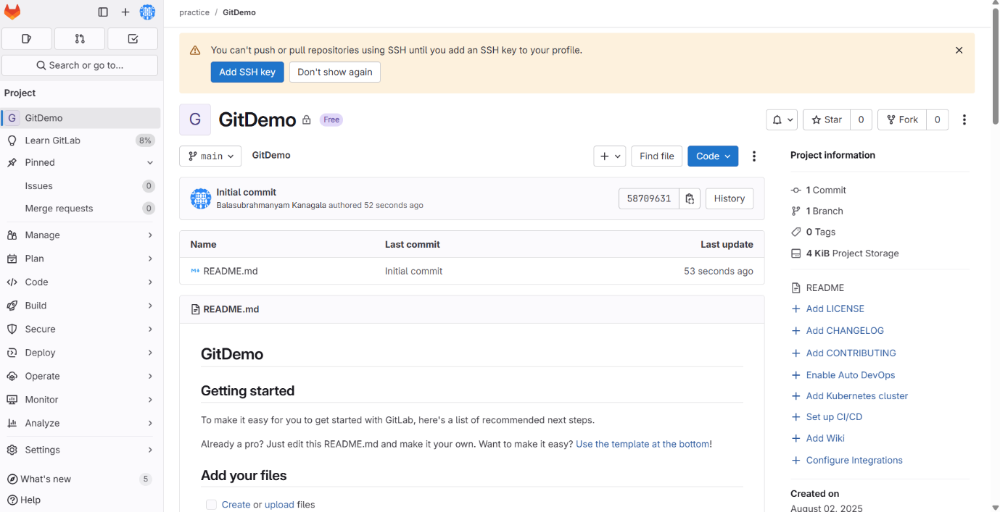 practice / GitDemo
Search or go to...
Project
G GitDemo
Learn GitLab 8%
Pinned
Issues 0
Merge requests 0
Manage
Plan
Code
Build
Secure
Deploy
Operate
Monitor
Analyze
Settings
What's new 5
Help
You can't push or pull repositories using SSH until you add an SSH key to your profile.
Add SSH key Don't show again
G GitDemo Free
Star 0 Fork 0
main GitDemo
Find file Code
Initial commit
Balasubrahmanyam Kanagala authored 52 seconds ago
58709631 History
Name Last commit Last update
README.md Initial commit 53 seconds ago
README.md
GitDemo
Getting started
To make it easy for you to get started with GitLab, here's a list of recommended next steps.
Already a pro? Just edit this README.md and make it your own. Want to make it easy? Use the template at the bottom!
Add your files
Create or upload files
Project information
1 Commit
1 Branch
0 Tags
4 KiB Project Storage
README
Add LICENSE
Add CHANGELOG
Add CONTRIBUTING
Enable Auto DevOps
Add Kubernetes cluster
Set up CI/CD
Add Wiki
Configure Integrations
Created on
August 02, 2025